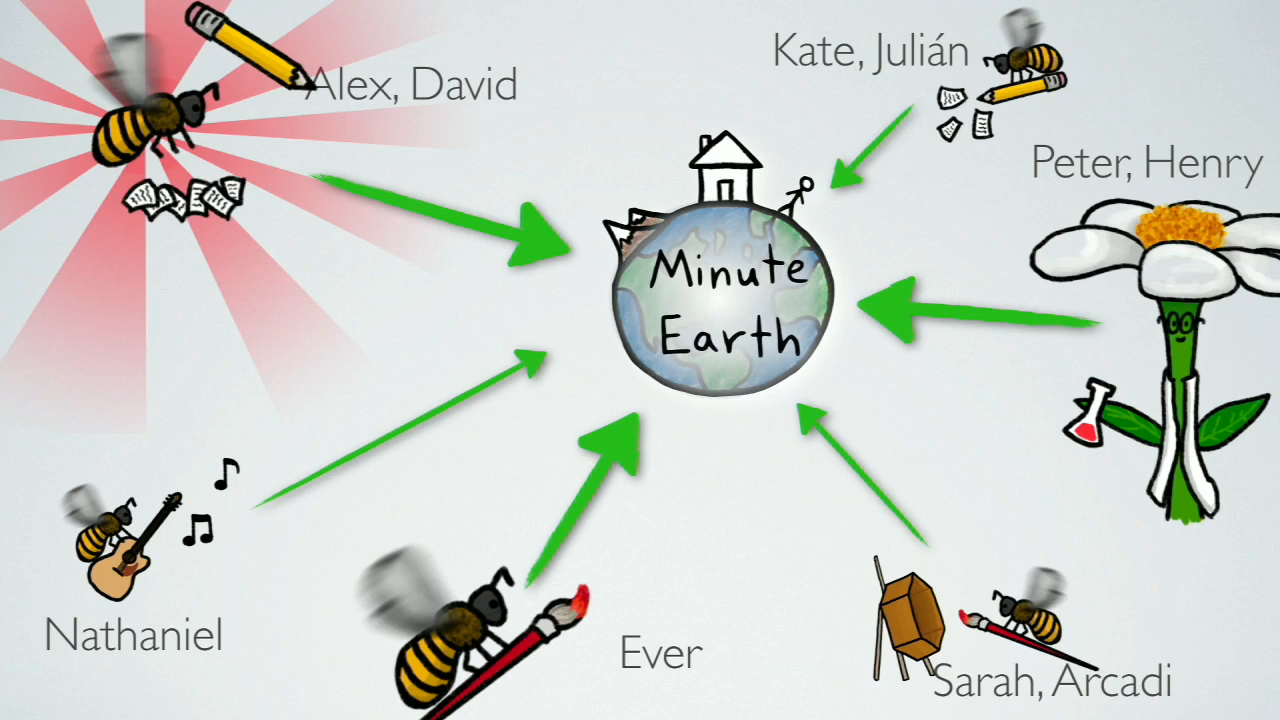 Alex, David
Kate, Julián
Peter, Henry
Minute
Earth
Nathaniel
Ever
Sarah, Arcadi